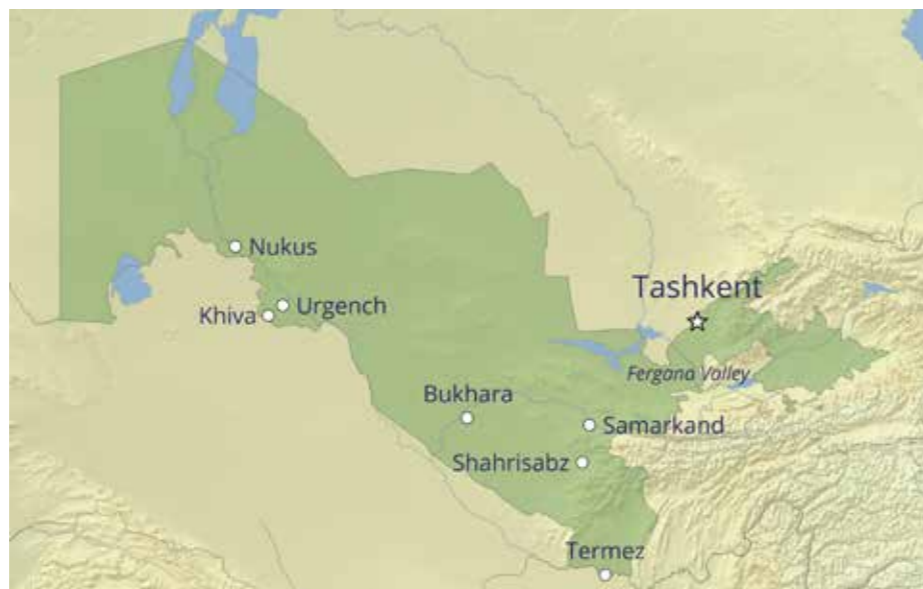 Nukus
Tashkent
Urgench
Khiva
Fergana Valley
Bukhara
Samarkand
Shahrisabz
Termez